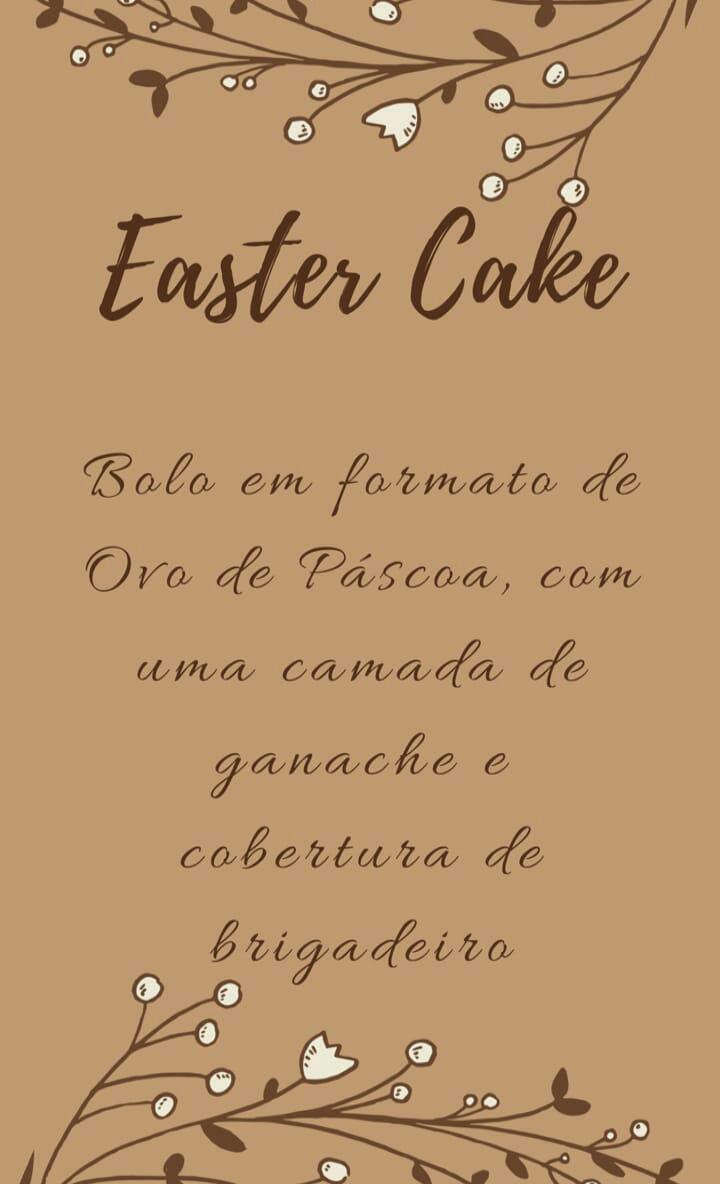 Easter Cake
Bolo em formato de
Ovo de Páscoa, com
uma camada de
ganache e
cobertura de
brigadeiro